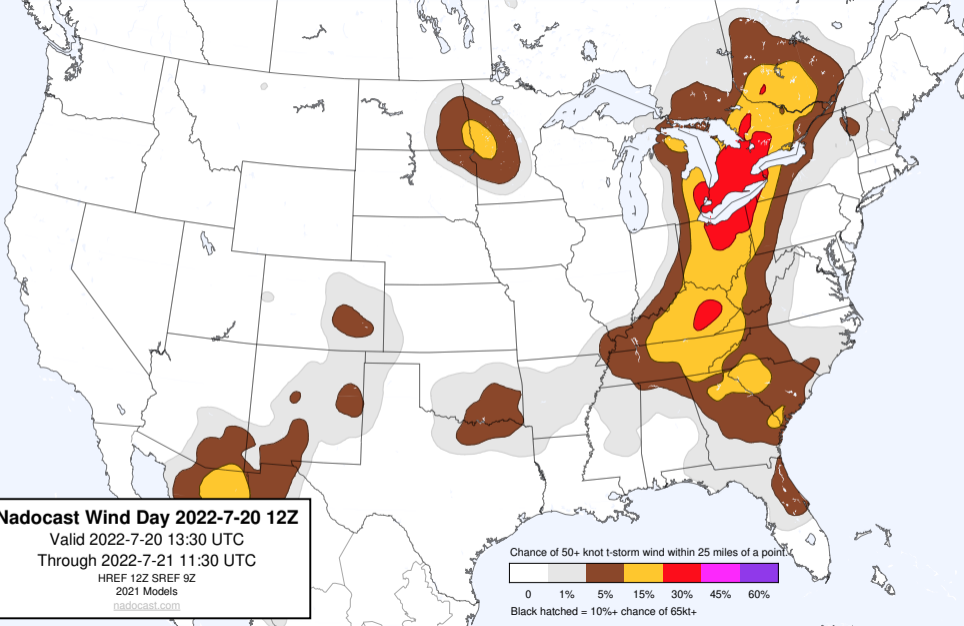 Nadocast Wind Day 2022-7-20 12Z
Valid 2022-7-20 13:30 UTC
Through 2022-7-21 11:30 UTC
HREF 12Z SREF 9Z
2021 Models
nadocast.com
Chance of 50+ knot t-storm wind within 25 miles of a point.
0 1% 5% 15% 30% 45% 60%
Black hatched = 10%+ chance of 65kt+